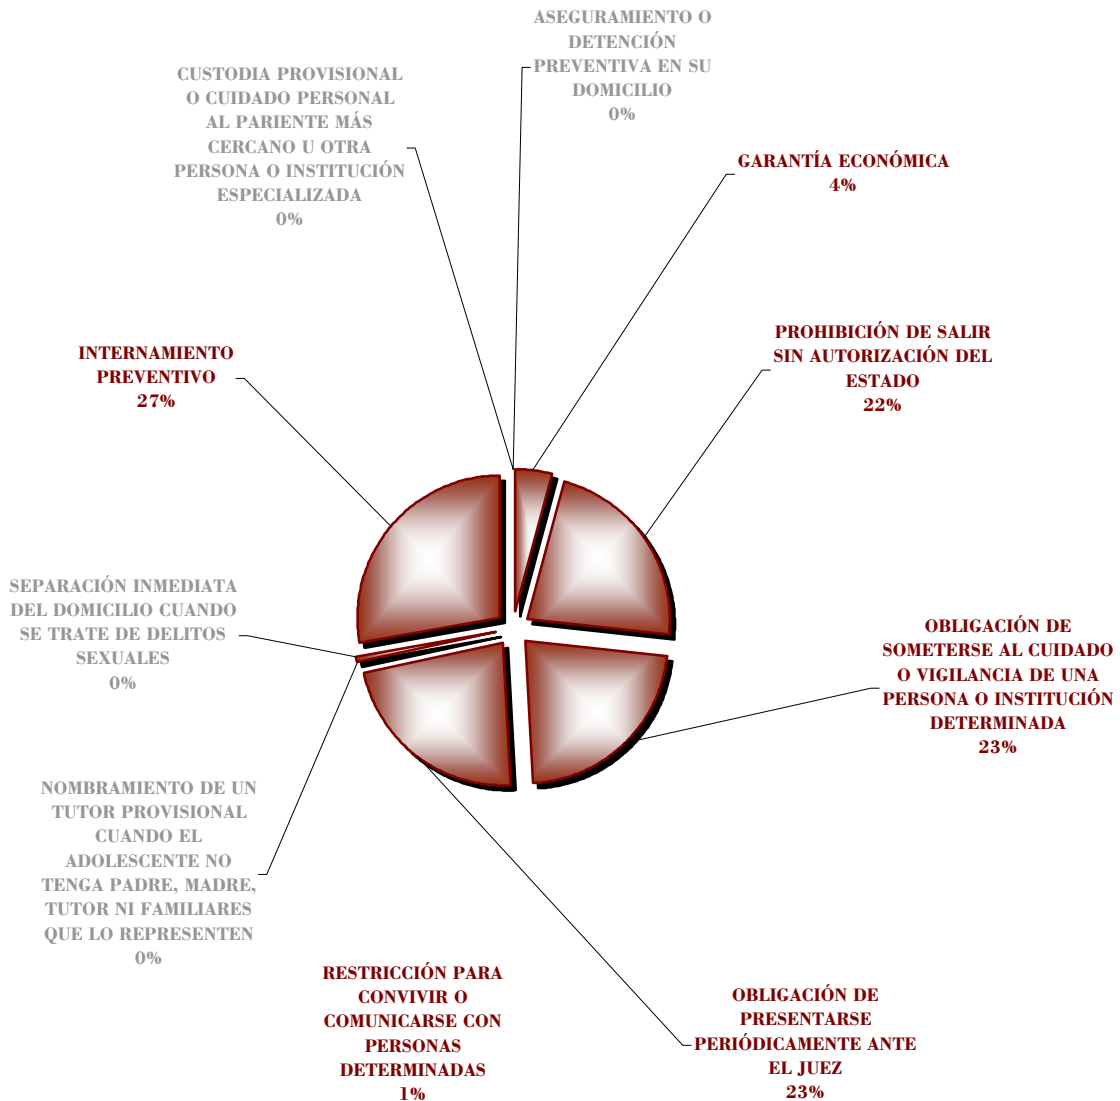 ASEGURAMIENTO O
DETENCIÓN
PREVENTIVA EN SU
DOMICILIO
0%
CUSTODIA PROVISIONAL
O CUIDADO PERSONAL
AL PARIENTE MÁS
CERCANO U OTRA
PERSONA O INSTITUCIÓN
ESPECIALIZADA
0%
GARANTÍA ECONÓMICA
4%
PROHIBICIÓN DE SALIR
SIN AUTORIZACIÓN DEL
ESTADO
22%
INTERNAMIENTO
PREVENTIVO
27%
SEPARACIÓN INMEDIATA
DEL DOMICILIO CUANDO
SE TRATE DE DELITOS
SEXUALES
0%
OBLIGACIÓN DE
SOMETERSE AL CUIDADO
O VIGILANCIA DE UNA
PERSONA O INSTITUCIÓN
DETERMINADA
23%
NOMBRAMIENTO DE UN
TUTOR PROVISIONAL
CUANDO EL
ADOLESCENTE NO
TENGA PADRE, MADRE,
TUTOR NI FAMILIARES
QUE LO REPRESENTEN
0%
RESTRICCIÓN PARA
CONVIVIR O
COMUNICARSE CON
PERSONAS
DETERMINADAS
1%
OBLIGACIÓN DE
PRESENTARSE
PERIÓDICAMENTE ANTE
EL JUEZ
23%